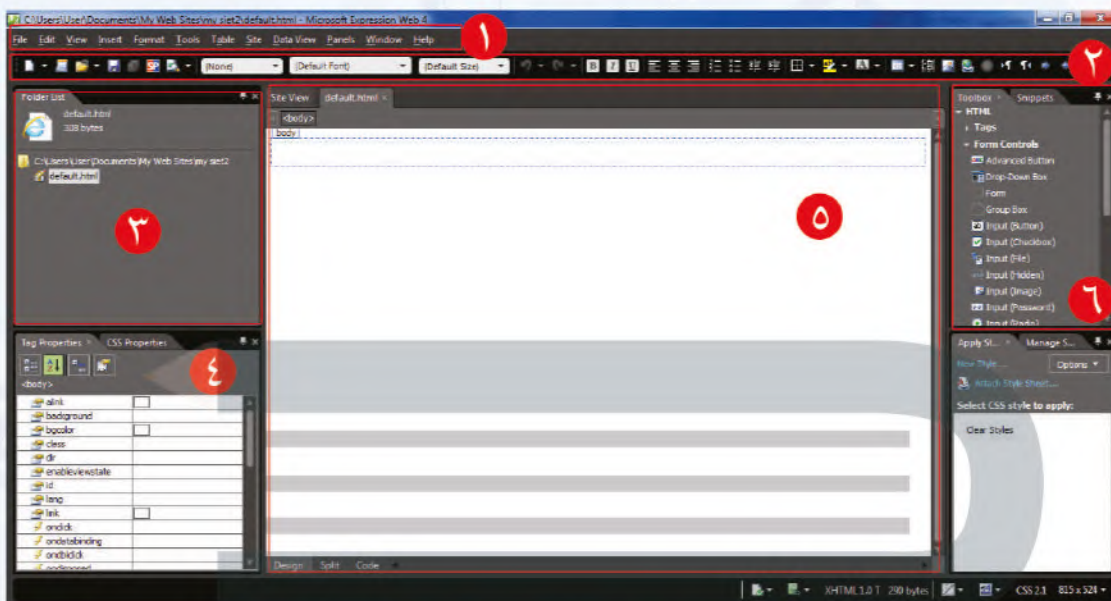 C:\Users\User\Documents\My Web Sites\my siet2\default.html - Microsoft Expression Web 4
File Edit View Insert Format Tools Table Site Data View Panels Window Help
١
(None) (Default Font) (Default Size) B I U
٢
Folder List
default.html
308 bytes
C:\Users\User\Documents\My Web Sites\my siet2
default.html
٣
Tag Properties × CSS Properties
<body>
٤
alink
background
bgcolor
class
dir
enableviewstate
id
lang
link
onclick
ondatabinding
ondblclick
ondisposed
Site View default.html ×
<body>
body
٥
Design Split Code
Toolbox × Snippets
HTML
Tags
Form Controls
Advanced Button
Drop-Down Box
Form
Group Box
Input (Button)
Input (Checkbox)
Input (File)
Input (Hidden)
Input (Image)
Input (Password)
Input (Radio)
٦
Apply St... × Manage S...
New Style... Options
Attach Style Sheet...
Select CSS style to apply:
Clear Styles
XHTML 1.0 T 290 bytes CSS 2.1 815 x 524